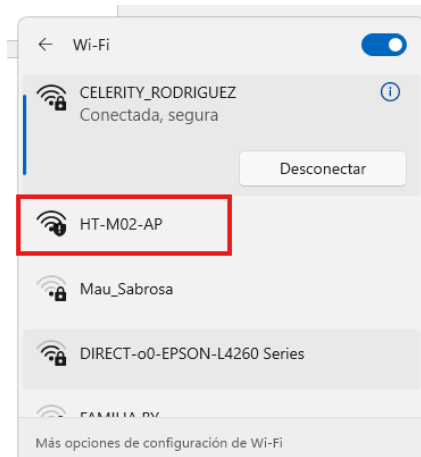 Wi-Fi
CELERITY_RODRIGUEZ
Conectada, segura
Desconectar
HT-M02-AP
Mau_Sabrosa
DIRECT-o0-EPSON-L4260 Series
Más opciones de configuración de Wi-Fi